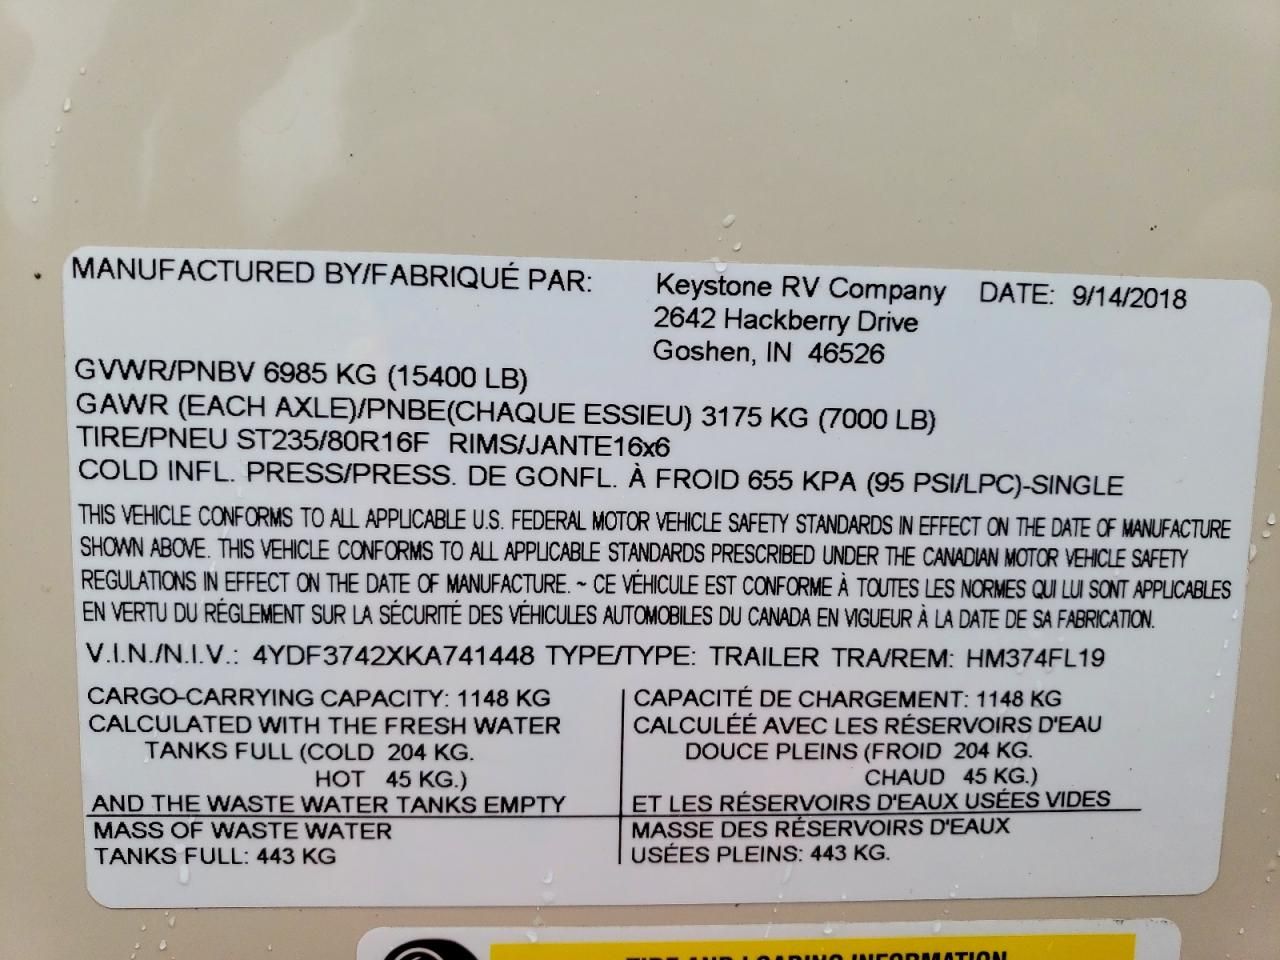 MANUFACTURED BY/FABRIQUÉ PAR: Keystone RV Company DATE: 9/14/2018
2642 Hackberry Drive
Goshen, IN 46526
GVWR/PNBV 6985 KG (15400 LB)
GAWR (EACH AXLE)/PNBE(CHAQUE ESSIEU) 3175 KG (7000 LB)
TIRE/PNEU ST235/80R16F RIMS/JANTE16x6
COLD INFL. PRESS/PRESS. DE GONFL. À FROID 655 KPA (95 PSI/LPC)-SINGLE
THIS VEHICLE CONFORMS TO ALL APPLICABLE U.S. FEDERAL MOTOR VEHICLE SAFETY STANDARDS IN EFFECT ON THE DATE OF MANUFACTURE
SHOWN ABOVE. THIS VEHICLE CONFORMS TO ALL APPLICABLE STANDARDS PRESCRIBED UNDER THE CANADIAN MOTOR VEHICLE SAFETY
REGULATIONS IN EFFECT ON THE DATE OF MANUFACTURE. ~ CE VÉHICULE EST CONFORME À TOUTES LES NORMES QUI LUI SONT APPLICABLES
EN VERTU DU RÉGLEMENT SUR LA SÉCURITÉ DES VÉHICULES AUTOMOBILES DU CANADA EN VIGUEUR À LA DATE DE SA FABRICATION.
V.I.N./N.I.V.: 4YDF3742XKA741448 TYPE/TYPE: TRAILER TRA/REM: HM374FL19
CARGO-CARRYING CAPACITY: 1148 KG
CALCULATED WITH THE FRESH WATER
TANKS FULL (COLD 204 KG.
HOT 45 KG.)
AND THE WASTE WATER TANKS EMPTY
MASS OF WASTE WATER
TANKS FULL: 443 KG
CAPACITÉ DE CHARGEMENT: 1148 KG
CALCULÉÉ AVEC LES RÉSERVOIRS D'EAU
DOUCE PLEINS (FROID 204 KG.
CHAUD 45 KG.)
ET LES RÉSERVOIRS D'EAUX USÉES VIDES
MASSE DES RÉSERVOIRS D'EAUX
USÉES PLEINS: 443 KG.
TIRE AND LOADING INFORMATION